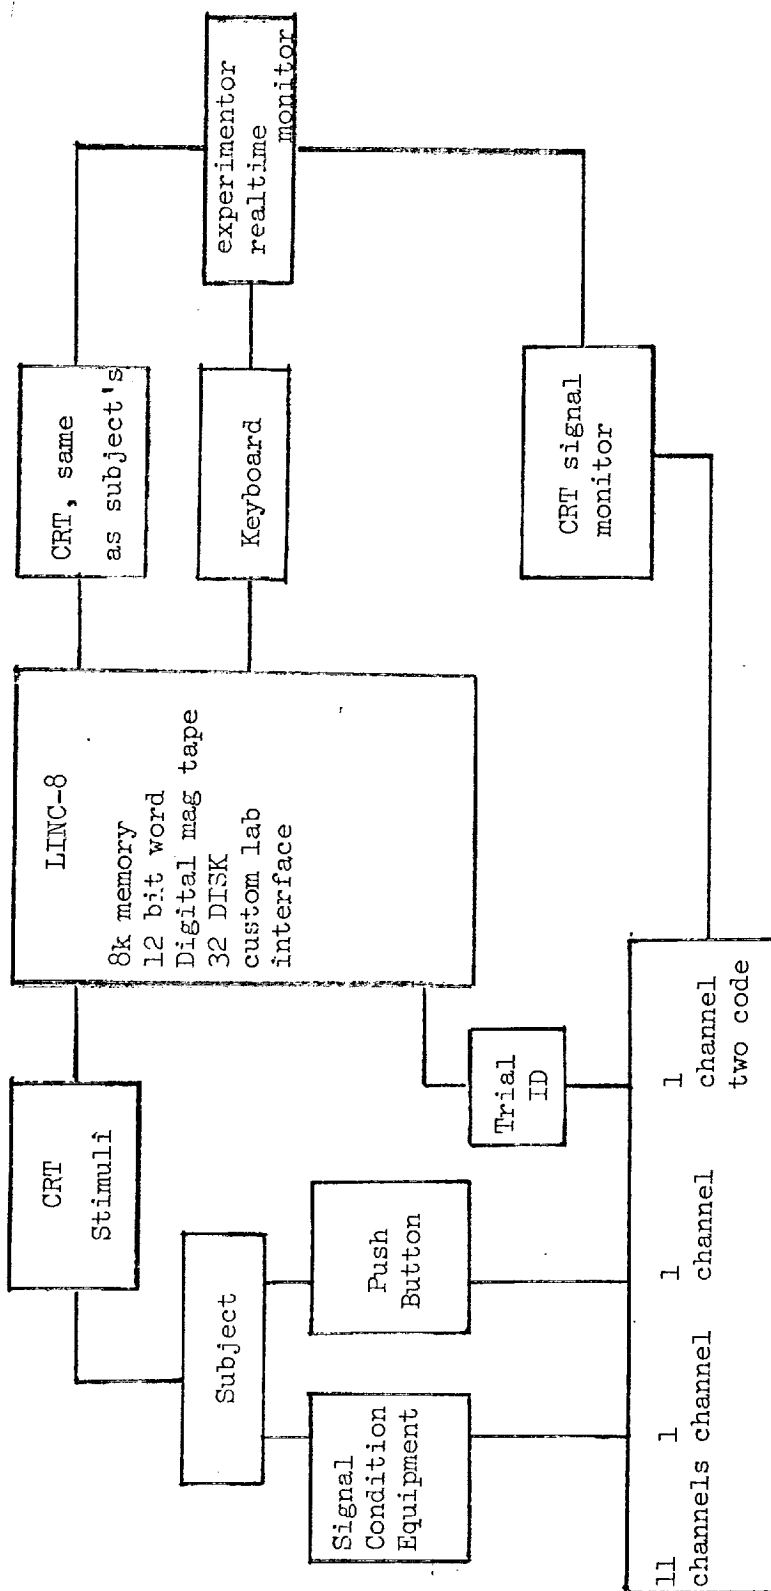 CRT
Stimuli
LINC-8
8k memory
12 bit word
Digital mag tape
32 DISK
custom lab
interface
CRT, same
as subject's
experimentor
realtime
monitor
Subject
Keyboard
Signal
Condition
Equipment
Push
Button
Trial
ID
CRT signal
monitor
11 1 1 1
channels channel channel channel
two code